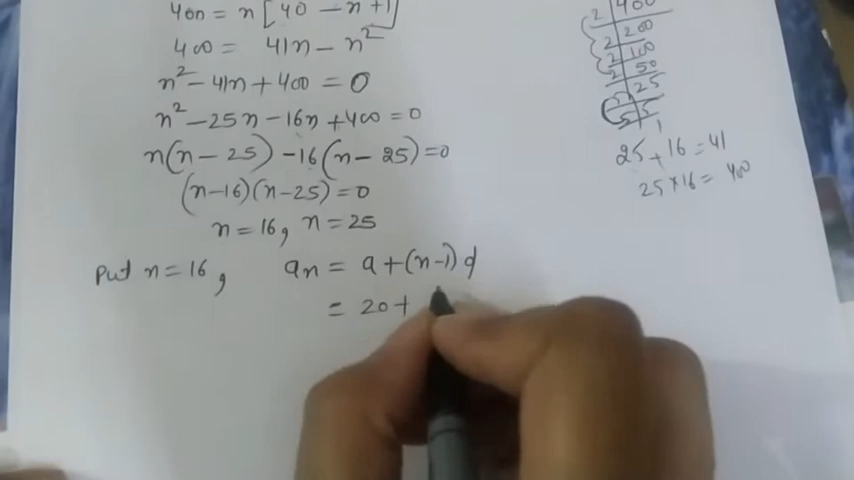 400 = n[40 - n + 1]
400 = 41n - n²
n² - 41n + 400 = 0
n² - 25n - 16n + 400 = 0
n(n - 25) - 16(n - 25) = 0
(n-16)(n-25) = 0
n = 16, n = 25
Put n = 16, an = a + (n-1)d
= 20 +
2 | 400
2 | 200
2 | 100
2 | 50
5 | 25
5 | 5
1
25 + 16 = 41
25 × 16 = 400